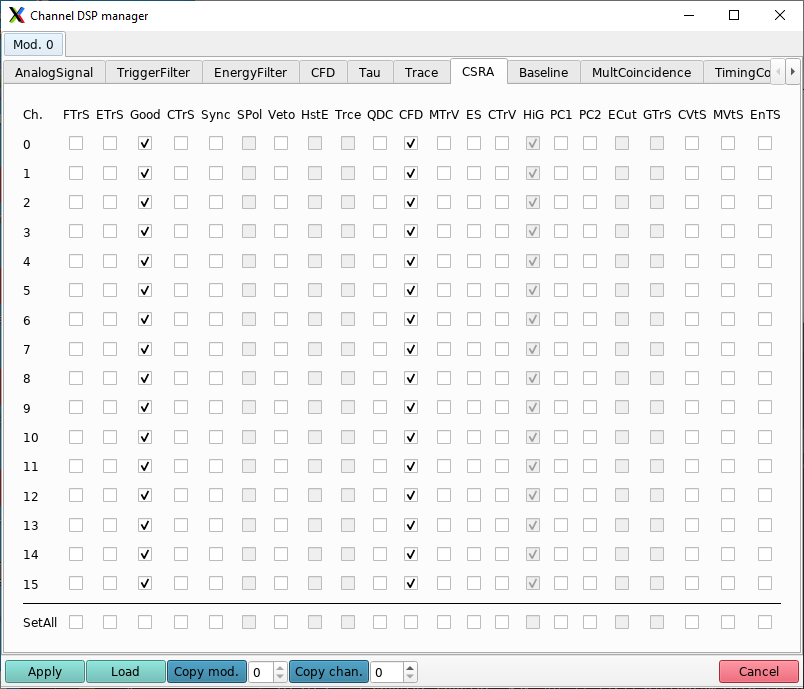 Channel DSP manager
Mod. 0
AnalogSignal TriggerFilter EnergyFilter CFD Tau Trace CSRA Baseline MultCoincidence TimingCo
Ch. FTrS ETrS Good CTrS Sync SPol Veto HstE Trce QDC CFD MTrV ES CTrV HiG PC1 PC2 ECut GTrS CVtS MVtS EnTS
0
1
2
3
4
5
6
7
8
9
10
11
12
13
14
15
SetAll
Apply Load Copy mod. 0 Copy chan. 0 Cancel